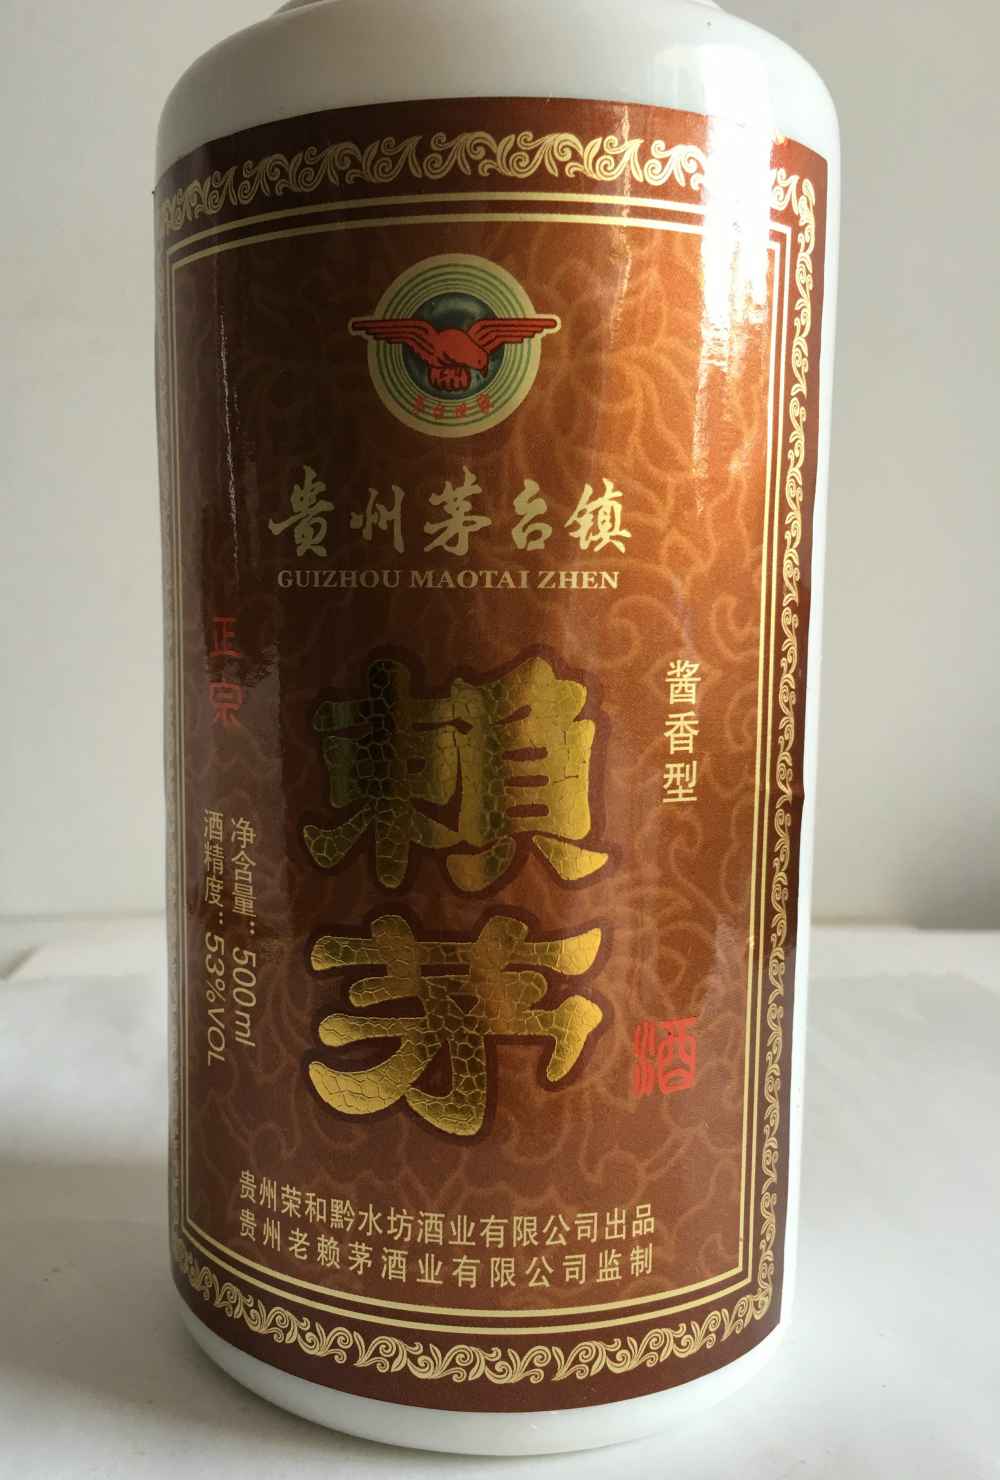 贵州茅台镇
GUIZHOU MAOTAI ZHEN
正宗
赖茅
酱香型
酒
净含量：500ml
酒精度：53%VOL
贵州荣和黔水坊酒业有限公司出品
贵州老赖茅酒业有限公司监制